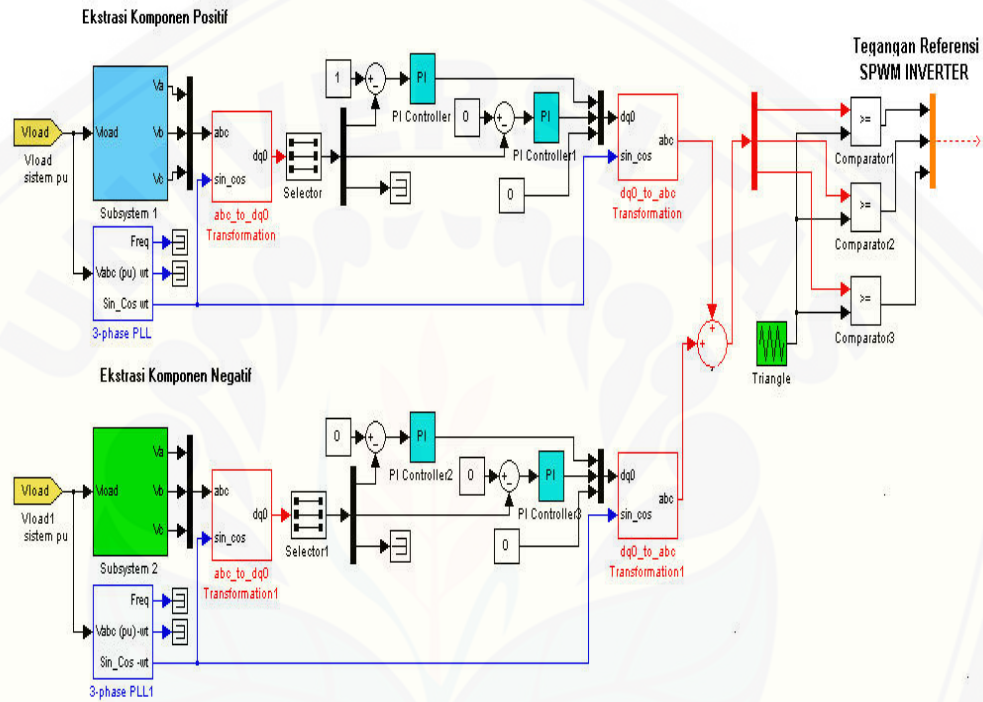 Ekstrasi Komponen Positif
Vload
Vload
sistem pu
Vload
Va
Vb
Vc
Subsystem 1
abc
dq0
sin_cos
abc_to_dq0
Transformation
Selector
1
+
−
PI
PI Controller
0
+
−
PI
PI Controller1
0
dq0
abc
sin_cos
dq0_to_abc
Transformation
Freq
Vabc (pu) wt
Sin_Cos wt
3-phase PLL
Tegangan Referensi
SPWM INVERTER
>=
Comparator1
>=
Comparator2
>=
Comparator3
+
+
Triangle
Ekstrasi Komponen Negatif
Vload
Vload1
sistem pu
Vload
Va
Vb
Vc
Subsystem 2
abc
dq0
sin_cos
abc_to_dq0
Transformation1
Selector1
0
+
−
PI
PI Controller2
0
+
−
PI
PI Controller3
0
dq0
abc
sin_cos
dq0_to_abc
Transformation1
Freq
Vabc (pu) -wt
Sin_Cos -wt
3-phase PLL1